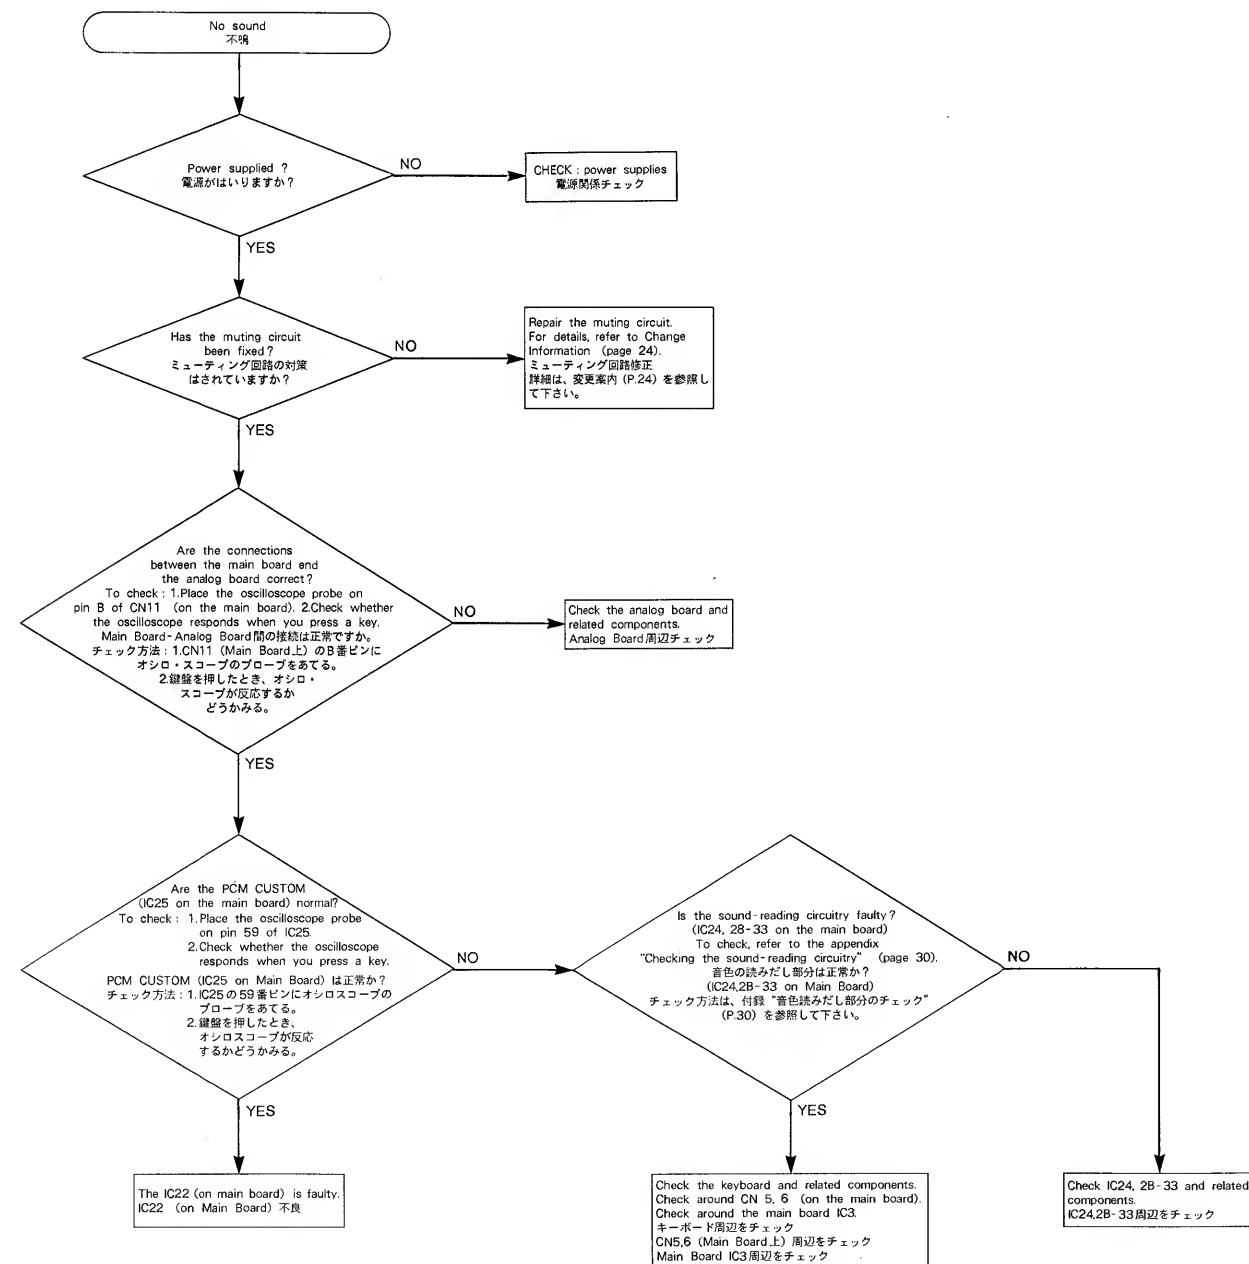 No sound
不鳴
Power supplied ?
電源がはいりますか？
NO
CHECK : power supplies
電源関係チェック
YES
Has the muting circuit
been fixed ?
ミューティング回路の対策
はされていますか？
NO
Repair the muting circuit.
For details, refer to Change
Information (page 24).
ミューティング回路修正
詳細は、変更案内 (P.24) を参照し
て下さい。
YES
Are the connections
between the main board end
the analog board correct ?
To check : 1.Place the oscilloscope probe on
pin B of CN11 (on the main board). 2.Check whether
the oscilloscope responds when you press a key.
Main Board-Analog Board間の接続は正常ですか。
チェック方法：1.CN11 (Main Board上) のB番ピンに
オシロ・スコープのプローブをあてる。
2.鍵盤を押したとき、オシロ・
スコープが反応するか
どうかみる。
NO
Check the analog board and
related components.
Analog Board周辺チェック
YES
Are the PCM CUSTOM
(IC25 on the main board) normal?
To check : 1.Place the oscilloscope probe
on pin 59 of IC25.
2.Check whether the oscilloscope
responds when you press a key.
PCM CUSTOM (IC25 on Main Board) は正常か？
チェック方法：1.IC25の59番ピンにオシロスコープの
プローブをあてる。
2.鍵盤を押したとき、
オシロスコープが反応
するかどうかみる。
NO
Is the sound-reading circuitry faulty ?
(IC24, 28-33 on the main board)
To check, refer to the appendix
"Checking the sound-reading circuitry" (page 30).
音色の読みだし部分は正常か？
(IC24,2B-33 on Main Board)
チェック方法は、付録 "音色読みだし部分のチェック"
(P.30) を参照して下さい。
NO
YES
The IC22 (on main board) is faulty.
IC22 (on Main Board) 不良
YES
Check the keyboard and related components.
Check around CN 5, 6 (on the main board).
Check around the main board IC3.
キーボード周辺をチェック
CN5,6 (Main Board上) 周辺をチェック
Main Board IC3周辺をチェック
Check IC24, 2B-33 and related
components.
IC24,2B-33周辺をチェック